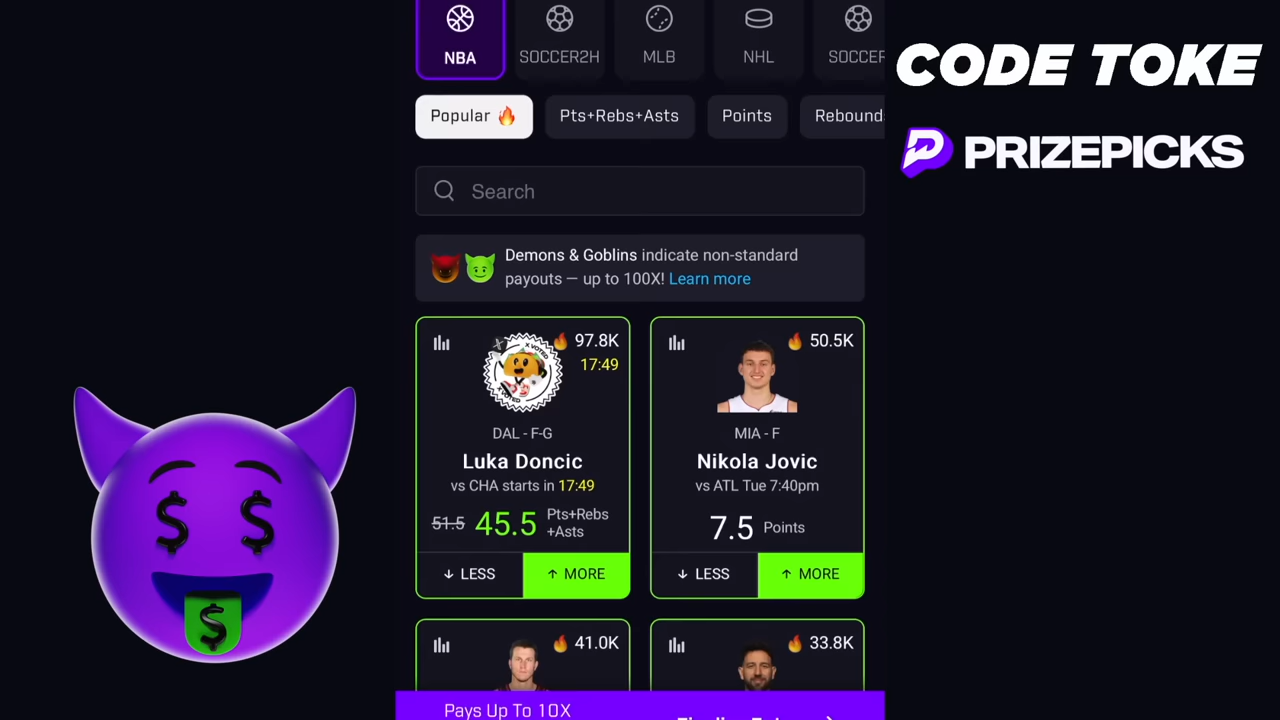 NBA
SOCCER2H
MLB
NHL
SOCCER
CODE TOKE
PRIZEPICKS
Popular
Pts+Rebs+Asts
Points
Rebound
Search
Demons & Goblins indicate non-standard
payouts — up to 100X! Learn more
97.8K
17:49
X VOTED
DAL - F-G
Luka Doncic
vs CHA starts in 17:49
51.5 45.5 Pts+Rebs
+Asts
↓ LESS
↑ MORE
50.5K
MIA - F
Nikola Jovic
vs ATL Tue 7:40pm
7.5 Points
↓ LESS
↑ MORE
41.0K
33.8K
Pays Up To 10X
$ $
$